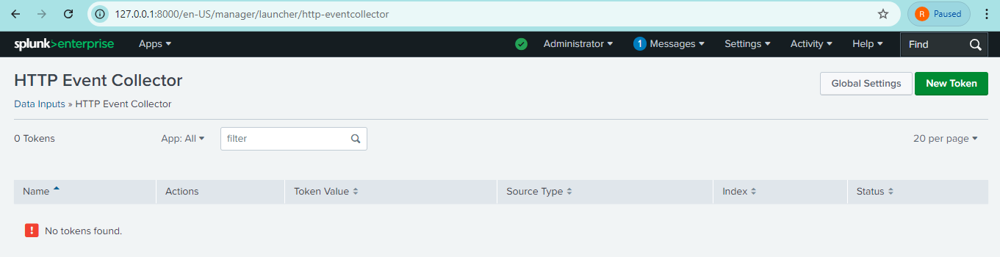 127.0.0.1:8000/en-US/manager/launcher/http-eventcollector R Paused
splunk>enterprise Apps Administrator 1 Messages Settings Activity Help Find
HTTP Event Collector Global Settings New Token
Data Inputs » HTTP Event Collector
0 Tokens App: All filter 20 per page
Name Actions Token Value Source Type Index Status
! No tokens found.